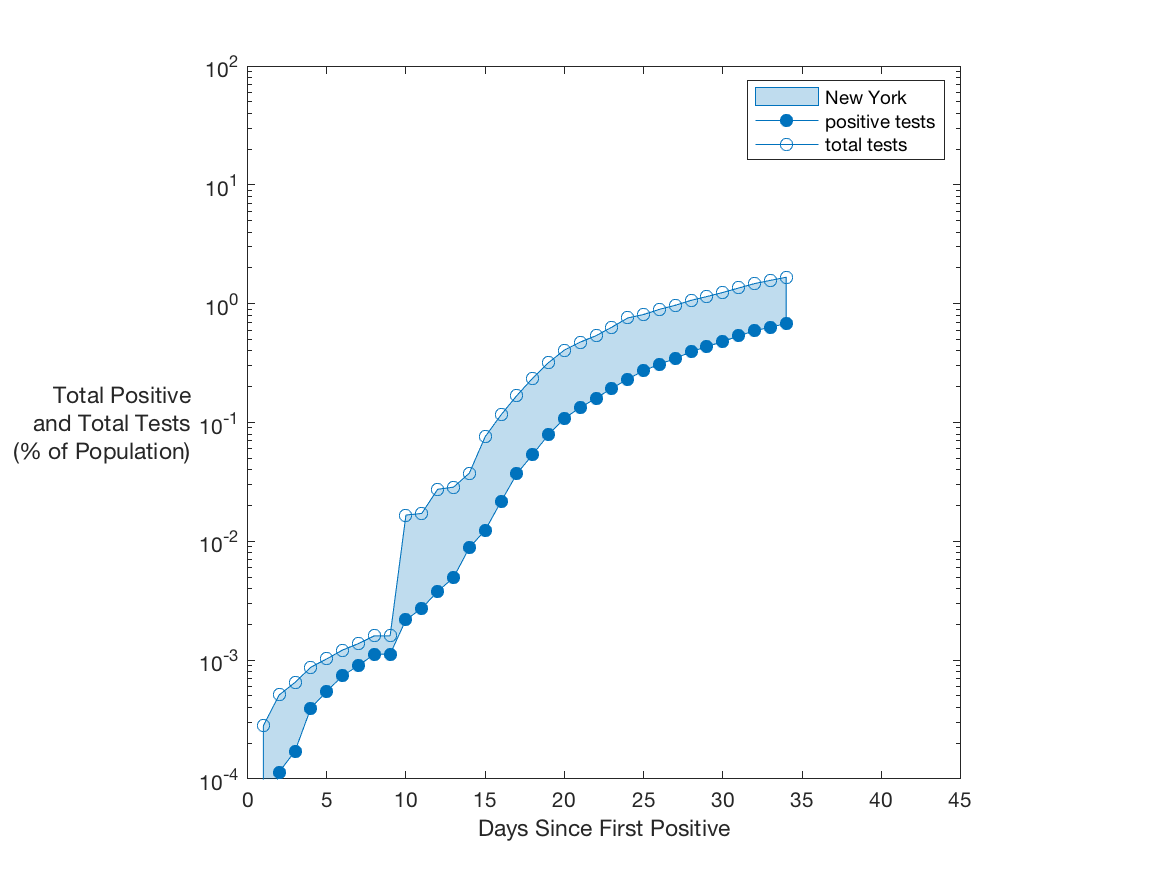 10^2
New York
positive tests
total tests
10^1
10^0
Total Positive
and Total Tests
(% of Population)
10^-1
10^-2
10^-3
10^-4
0 5 10 15 20 25 30 35 40 45
Days Since First Positive